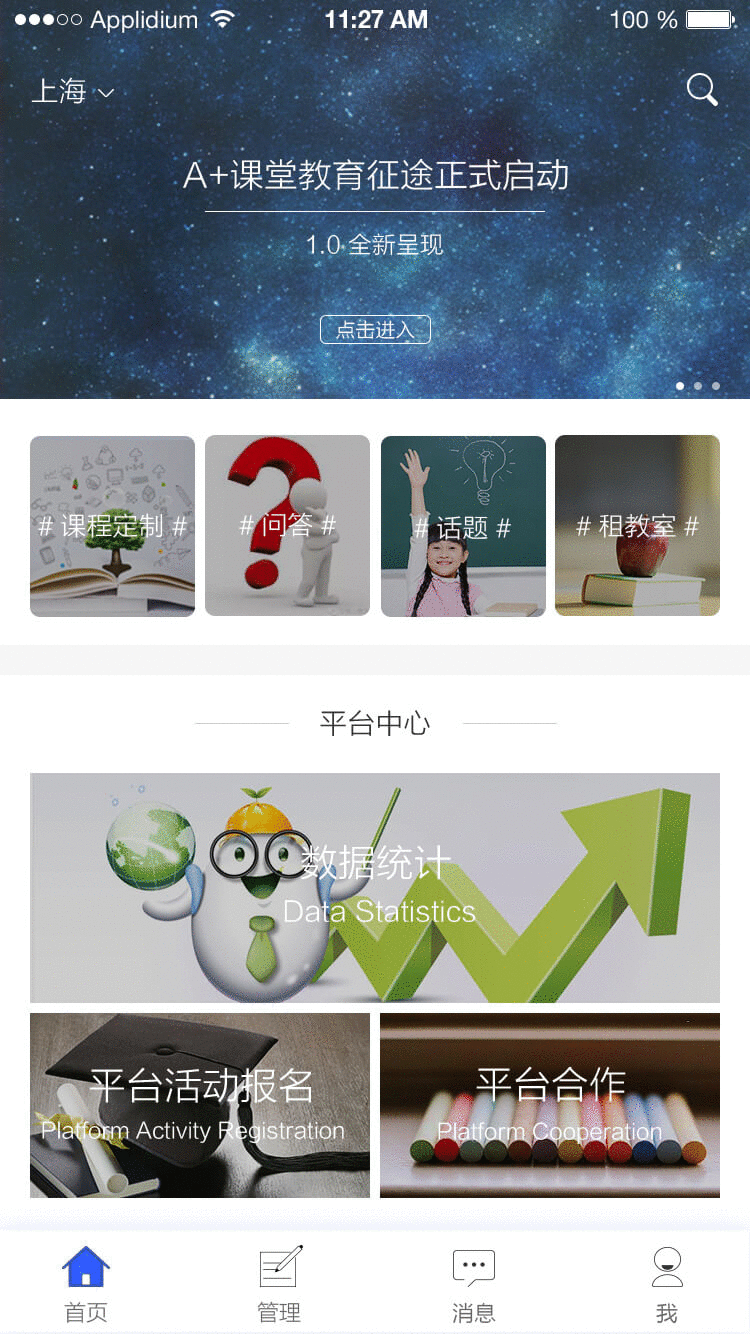 Applidium 11:27 AM 100 %
上海
A+课堂教育征途正式启动
1.0 全新呈现
点击进入
# 课程定制 #
# 问答 #
# 话题 #
# 租教室 #
平台中心
数据统计
Data Statistics
平台活动报名
Platform Activity Registration
平台合作
Platform Cooperation
首页
管理
消息
我